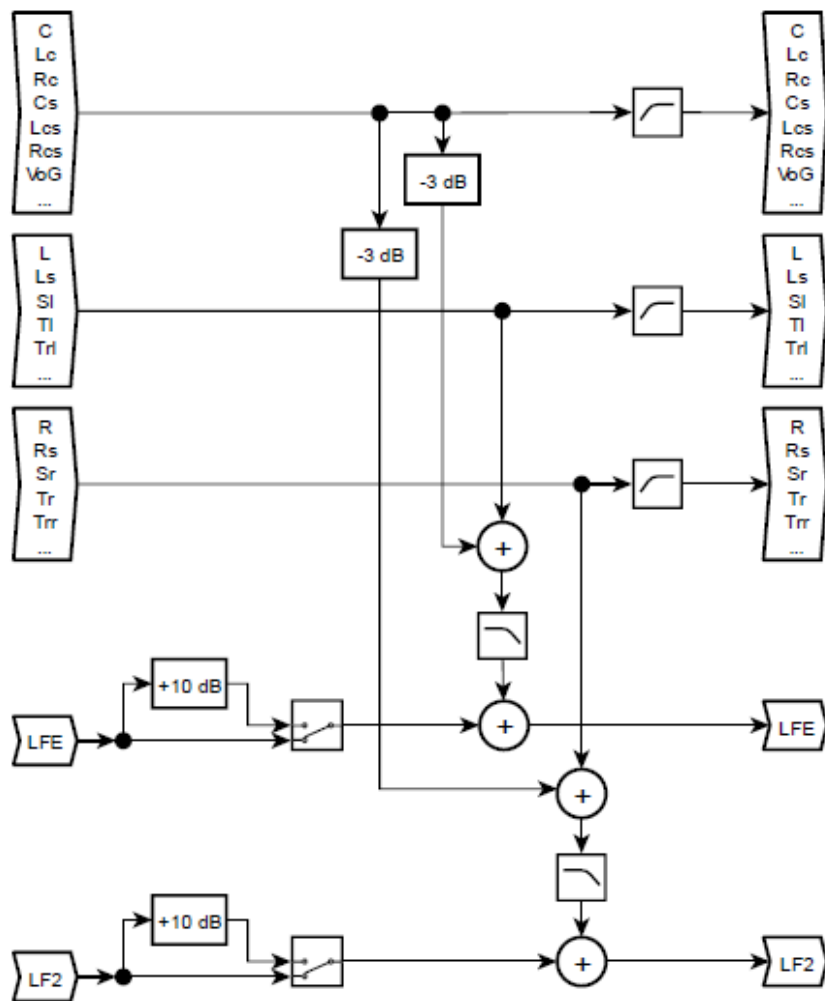 C
Lc
Rc
Cs
Lcs
Rcs
VoG
...
C
Lc
Rc
Cs
Lcs
Rcs
VoG
...
-3 dB
-3 dB
L
Ls
Sl
Tl
Trl
...
L
Ls
Sl
Tl
Trl
...
R
Rs
Sr
Tr
Trr
...
R
Rs
Sr
Tr
Trr
...
+
+10 dB
LFE
+
LFE
+
+10 dB
LF2
+
LF2